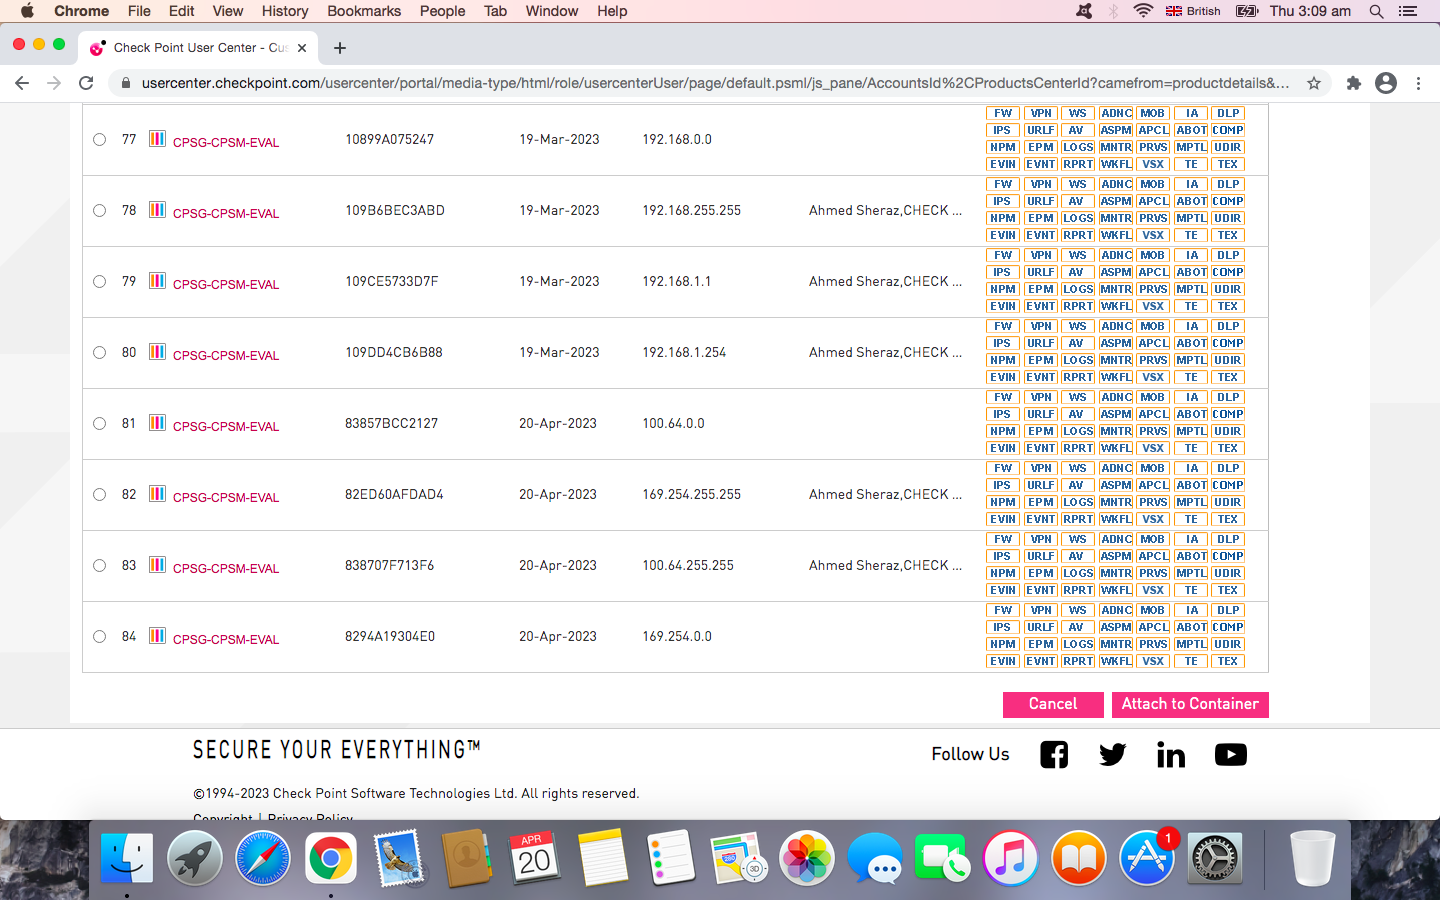 Chrome File Edit View History Bookmarks People Tab Window Help British Thu 3:09 am
Check Point User Center - Cus
usercenter.checkpoint.com/usercenter/portal/media-type/html/role/usercenterUser/page/default.psml/js_pane/AccountsId%2CProductsCenterId?camefrom=productdetails&...
FW VPN WS ADNC MOB IA DLP
77 CPSG-CPSM-EVAL 10899A075247 19-Mar-2023 192.168.0.0 IPS URLF AV ASPM APCL ABOT COMP
NPM EPM LOGS MNTR PRVS MPTL UDIR
EVIN EVNT RPRT WKFL VSX TE TEX
FW VPN WS ADNC MOB IA DLP
78 CPSG-CPSM-EVAL 109B6BEC3ABD 19-Mar-2023 192.168.255.255 Ahmed Sheraz,CHECK ... IPS URLF AV ASPM APCL ABOT COMP
NPM EPM LOGS MNTR PRVS MPTL UDIR
EVIN EVNT RPRT WKFL VSX TE TEX
FW VPN WS ADNC MOB IA DLP
79 CPSG-CPSM-EVAL 109CE5733D7F 19-Mar-2023 192.168.1.1 Ahmed Sheraz,CHECK ... IPS URLF AV ASPM APCL ABOT COMP
NPM EPM LOGS MNTR PRVS MPTL UDIR
EVIN EVNT RPRT WKFL VSX TE TEX
FW VPN WS ADNC MOB IA DLP
80 CPSG-CPSM-EVAL 109DD4CB6B88 19-Mar-2023 192.168.1.254 Ahmed Sheraz,CHECK ... IPS URLF AV ASPM APCL ABOT COMP
NPM EPM LOGS MNTR PRVS MPTL UDIR
EVIN EVNT RPRT WKFL VSX TE TEX
FW VPN WS ADNC MOB IA DLP
81 CPSG-CPSM-EVAL 83857BCC2127 20-Apr-2023 100.64.0.0 IPS URLF AV ASPM APCL ABOT COMP
NPM EPM LOGS MNTR PRVS MPTL UDIR
EVIN EVNT RPRT WKFL VSX TE TEX
FW VPN WS ADNC MOB IA DLP
82 CPSG-CPSM-EVAL 82ED60AFDAD4 20-Apr-2023 169.254.255.255 Ahmed Sheraz,CHECK ... IPS URLF AV ASPM APCL ABOT COMP
NPM EPM LOGS MNTR PRVS MPTL UDIR
EVIN EVNT RPRT WKFL VSX TE TEX
FW VPN WS ADNC MOB IA DLP
83 CPSG-CPSM-EVAL 838707F713F6 20-Apr-2023 100.64.255.255 Ahmed Sheraz,CHECK ... IPS URLF AV ASPM APCL ABOT COMP
NPM EPM LOGS MNTR PRVS MPTL UDIR
EVIN EVNT RPRT WKFL VSX TE TEX
FW VPN WS ADNC MOB IA DLP
84 CPSG-CPSM-EVAL 8294A19304E0 20-Apr-2023 169.254.0.0 IPS URLF AV ASPM APCL ABOT COMP
NPM EPM LOGS MNTR PRVS MPTL UDIR
EVIN EVNT RPRT WKFL VSX TE TEX
Cancel Attach to Container
SECURE YOUR EVERYTHING™ Follow Us
©1994-2023 Check Point Software Technologies Ltd. All rights reserved.
Copyright | Privacy Policy
APR
20
280
3D
1